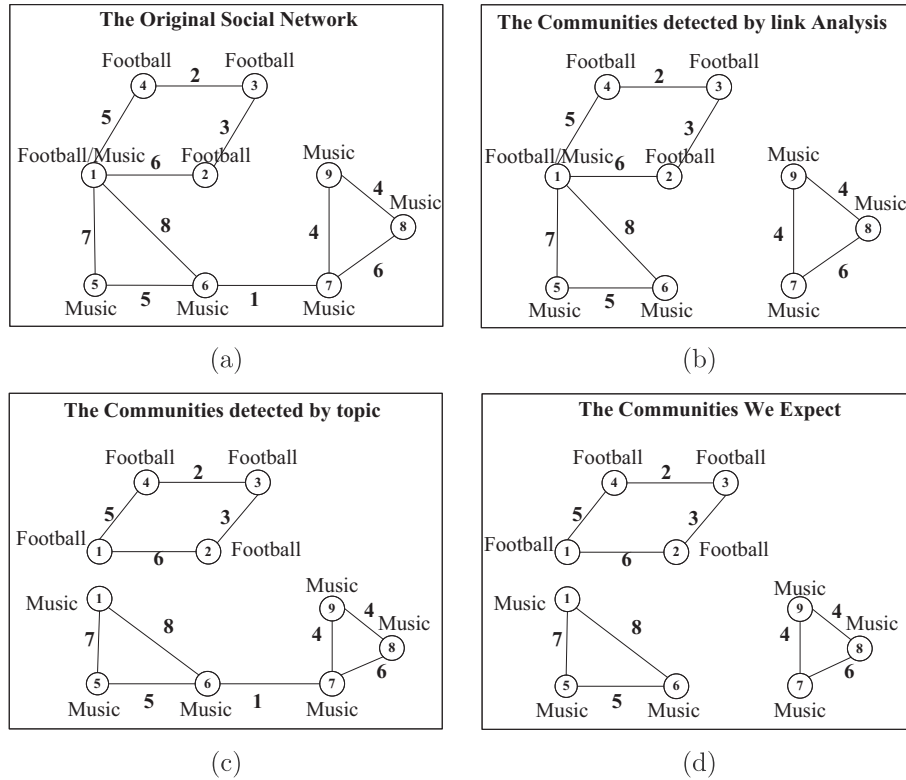 The Original Social Network
Football 2 Football
4 3
5 3
Football/Music 6 Football Music
1 2 9
4
Music
8
7 8 4
6
5 6 7
Music 5 Music 1 Music
(a)
The Communities detected by link Analysis
Football 2 Football
4 3
5 3
Football/Music 6 Football Music
1 2 9
4
Music
8
7 8 4
6
5 6 7
Music 5 Music Music
(b)
The Communities detected by topic
Football 2 Football
4 3
5 3
Football
1 2 Football
6
Music 1 Music
9 4
Music
7 8 4 8
6
5 6 7
Music 5 Music 1 Music
(c)
The Communities We Expect
Football 2 Football
4 3
5 3
Football
1 2 Football
6
Music 1 Music
9 4
Music
7 8 4 8
6
5 6 7
Music 5 Music Music
(d)